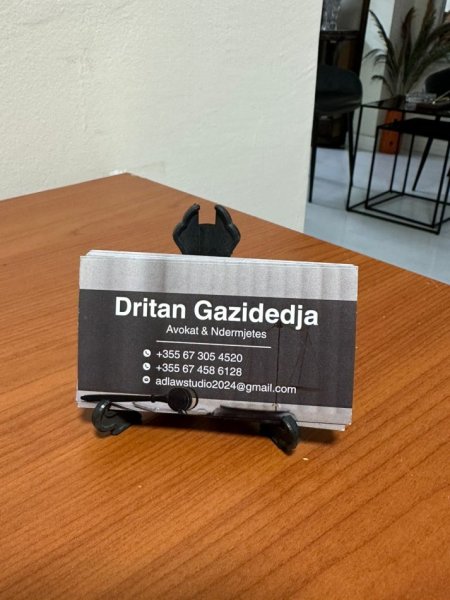 Dritan Gazidedja
Avokat & Ndermjetes
+355 67 305 4520
+355 67 458 6128
adlawstudio2024@gmail.com